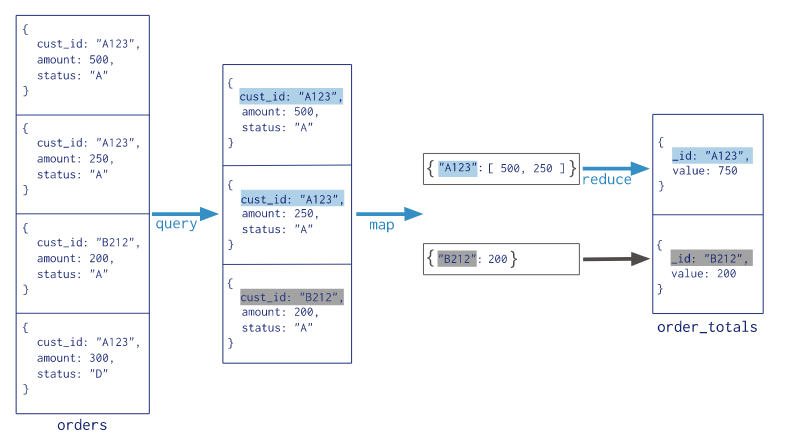 {
cust_id: "A123",
amount: 500,
status: "A"
}
{
cust_id: "A123",
amount: 250,
status: "A"
}
{
cust_id: "B212",
amount: 200,
status: "A"
}
{
cust_id: "A123",
amount: 300,
status: "D"
}
orders
query
{
cust_id: "A123",
amount: 500,
status: "A"
}
{
cust_id: "A123",
amount: 250,
status: "A"
}
{
cust_id: "B212",
amount: 200,
status: "A"
}
map
{ "A123": [ 500, 250 ] }
{ "B212": 200 }
reduce
{
_id: "A123",
value: 750
}
{
_id: "B212",
value: 200
}
order_totals